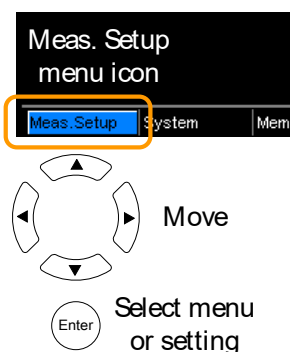 Meas. Setup
menu icon
Meas.Setup System Mem
Move
Enter
Select menu
or setting